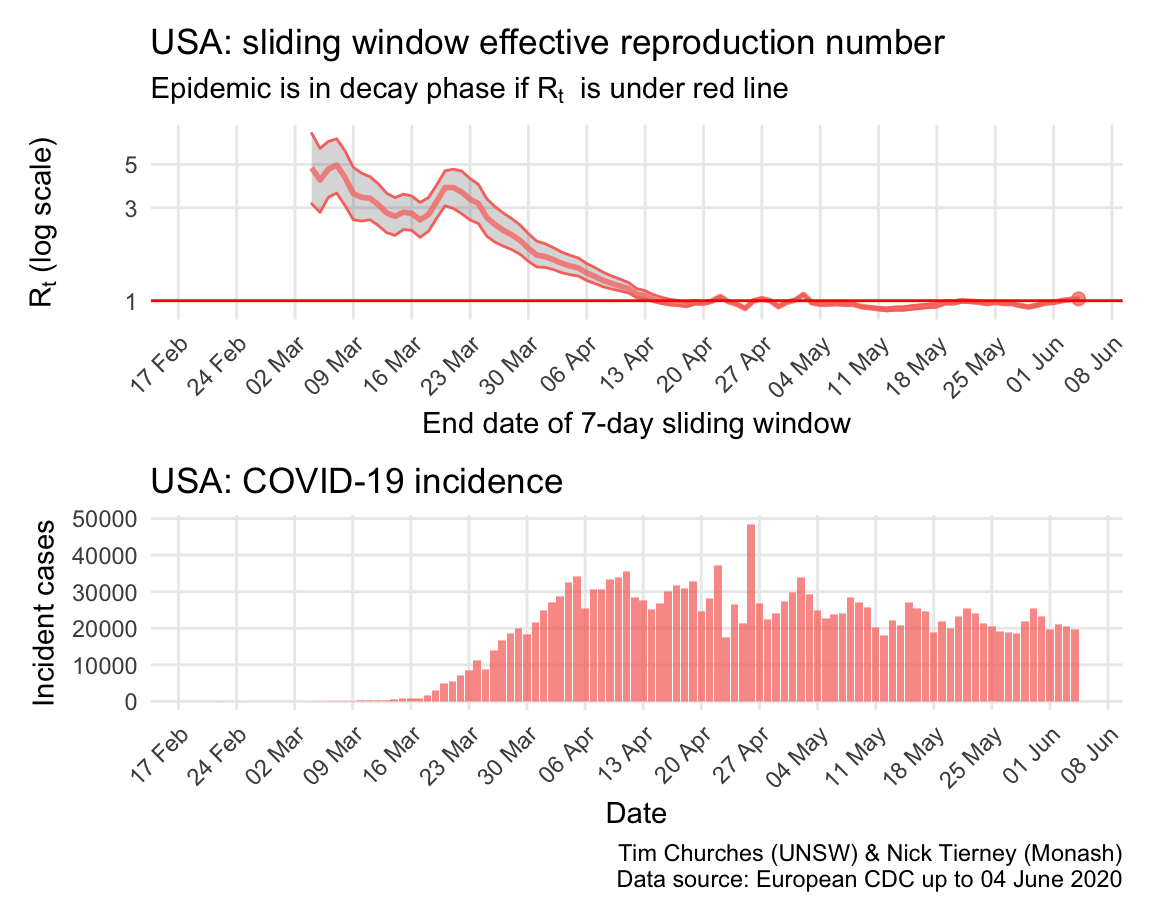 USA: sliding window effective reproduction number
Epidemic is in decay phase if Rt is under red line
Rt (log scale)
5
3
1
17 Feb
24 Feb
02 Mar
09 Mar
16 Mar
23 Mar
30 Mar
06 Apr
13 Apr
20 Apr
27 Apr
04 May
11 May
18 May
25 May
01 Jun
08 Jun
End date of 7-day sliding window
USA: COVID-19 incidence
Incident cases
50000
40000
30000
20000
10000
0
17 Feb
24 Feb
02 Mar
09 Mar
16 Mar
23 Mar
30 Mar
06 Apr
13 Apr
20 Apr
27 Apr
04 May
11 May
18 May
25 May
01 Jun
08 Jun
Date
Tim Churches (UNSW) & Nick Tierney (Monash)
Data source: European CDC up to 04 June 2020